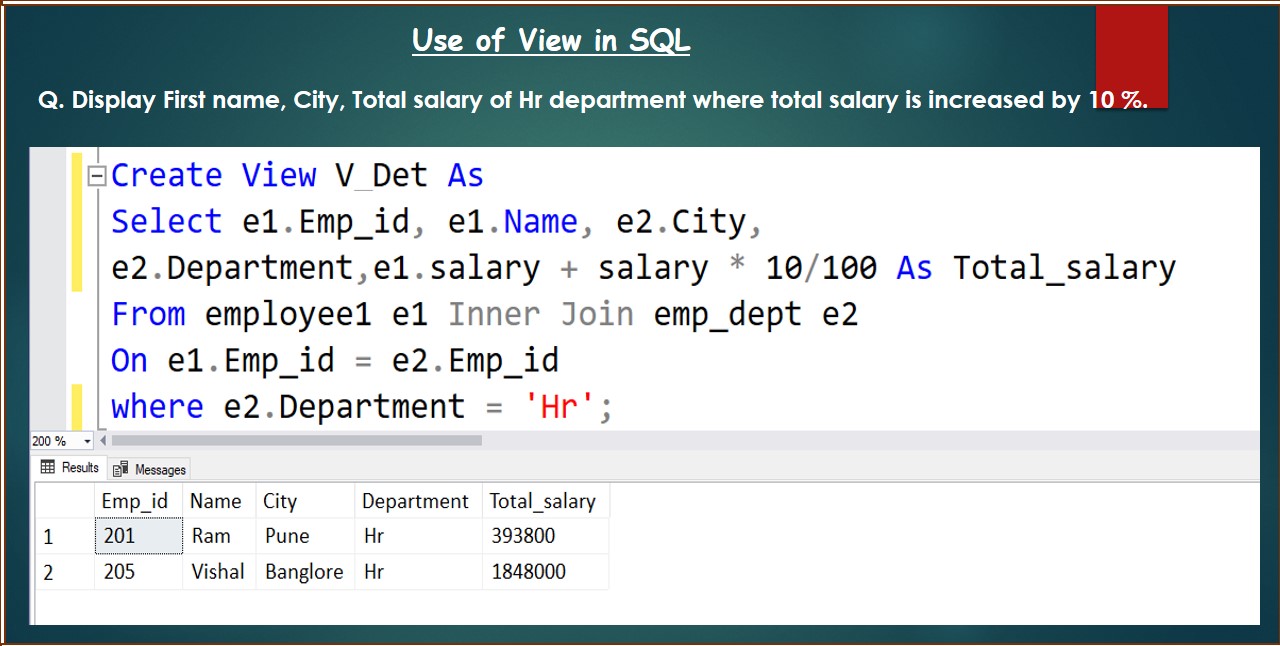 Use of View in SQL
Q. Display First name, City, Total salary of Hr department where total salary is increased by 10 %.
Create View V_Det As
Select e1.Emp_id, e1.Name, e2.City,
e2.Department,e1.salary + salary * 10/100 As Total_salary
From employee1 e1 Inner Join emp_dept e2
On e1.Emp_id = e2.Emp_id
where e2.Department = 'Hr';
200 %
Results Messages
Emp_id Name City Department Total_salary
1 201 Ram Pune Hr 393800
2 205 Vishal Banglore Hr 1848000